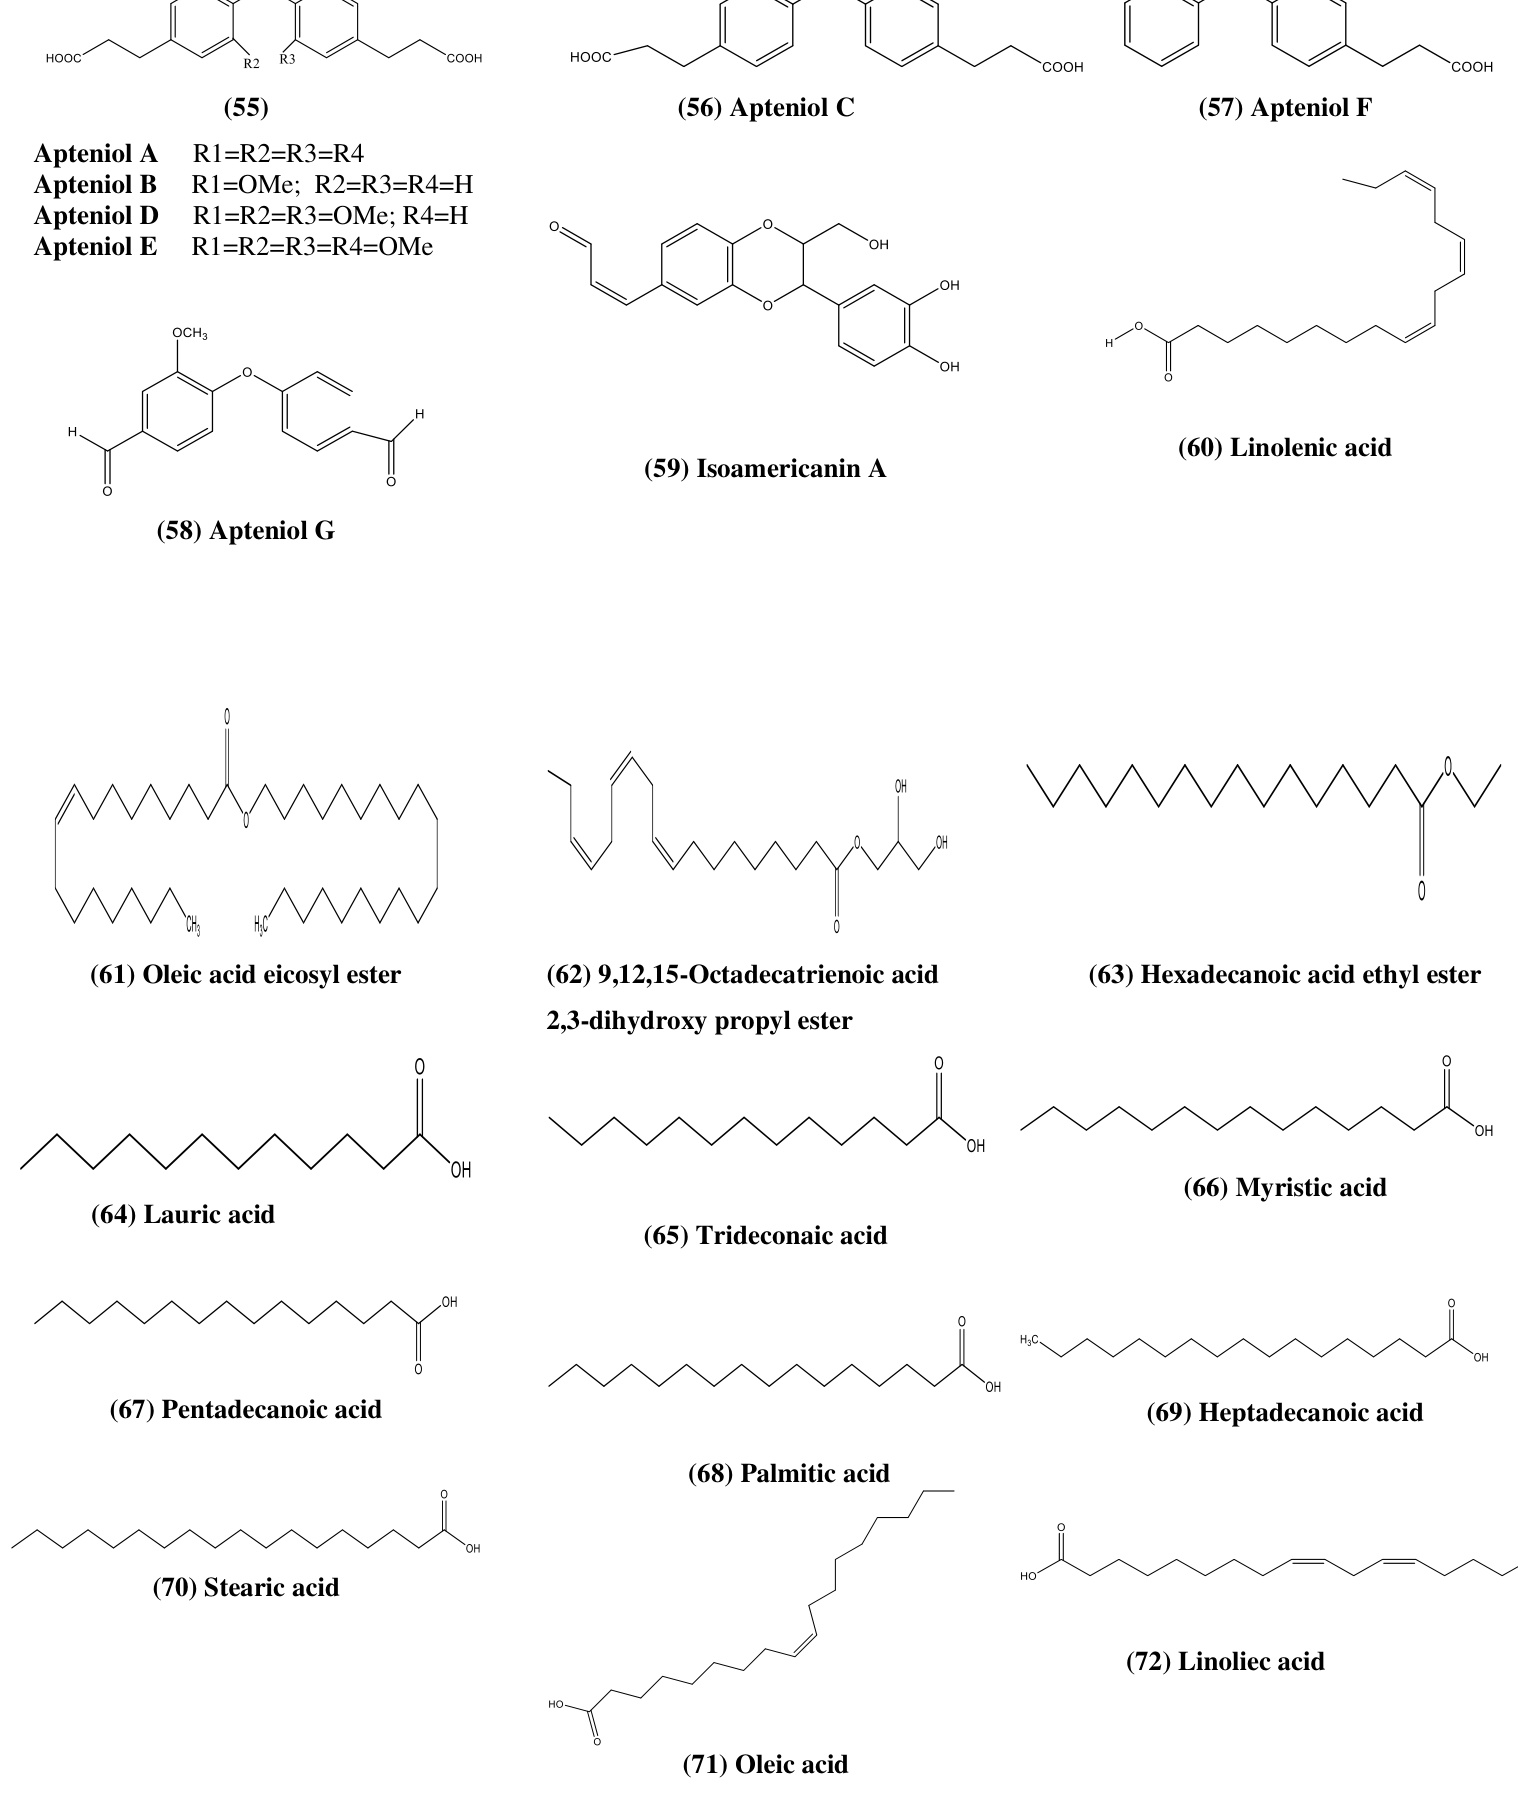 HOOC
R2
R3
COOH
HOOC
COOH
COOH
(55)
(56) Apteniol C
(57) Apteniol F
Apteniol A R1=R2=R3=R4
Apteniol B R1=OMe; R2=R3=R4=H
Apteniol D R1=R2=R3=OMe; R4=H
Apteniol E R1=R2=R3=R4=OMe
O
O
OH
O
OH
OH
H
O
O
OCH3
O
H
O
H
O
(58) Apteniol G
(59) Isoamericanin A
(60) Linolenic acid
O
O
CH3
H3C
OH
OH
O
O
O
O
(61) Oleic acid eicosyl ester
(62) 9,12,15-Octadecatrienoic acid
2,3-dihydroxy propyl ester
(63) Hexadecanoic acid ethyl ester
O
OH
O
OH
O
OH
(64) Lauric acid
(65) Trideconaic acid
(66) Myristic acid
OH
O
O
OH
H3C
O
OH
(67) Pentadecanoic acid
(68) Palmitic acid
(69) Heptadecanoic acid
O
OH
HO
O
O
HO
(70) Stearic acid
(71) Oleic acid
(72) Linoliec acid